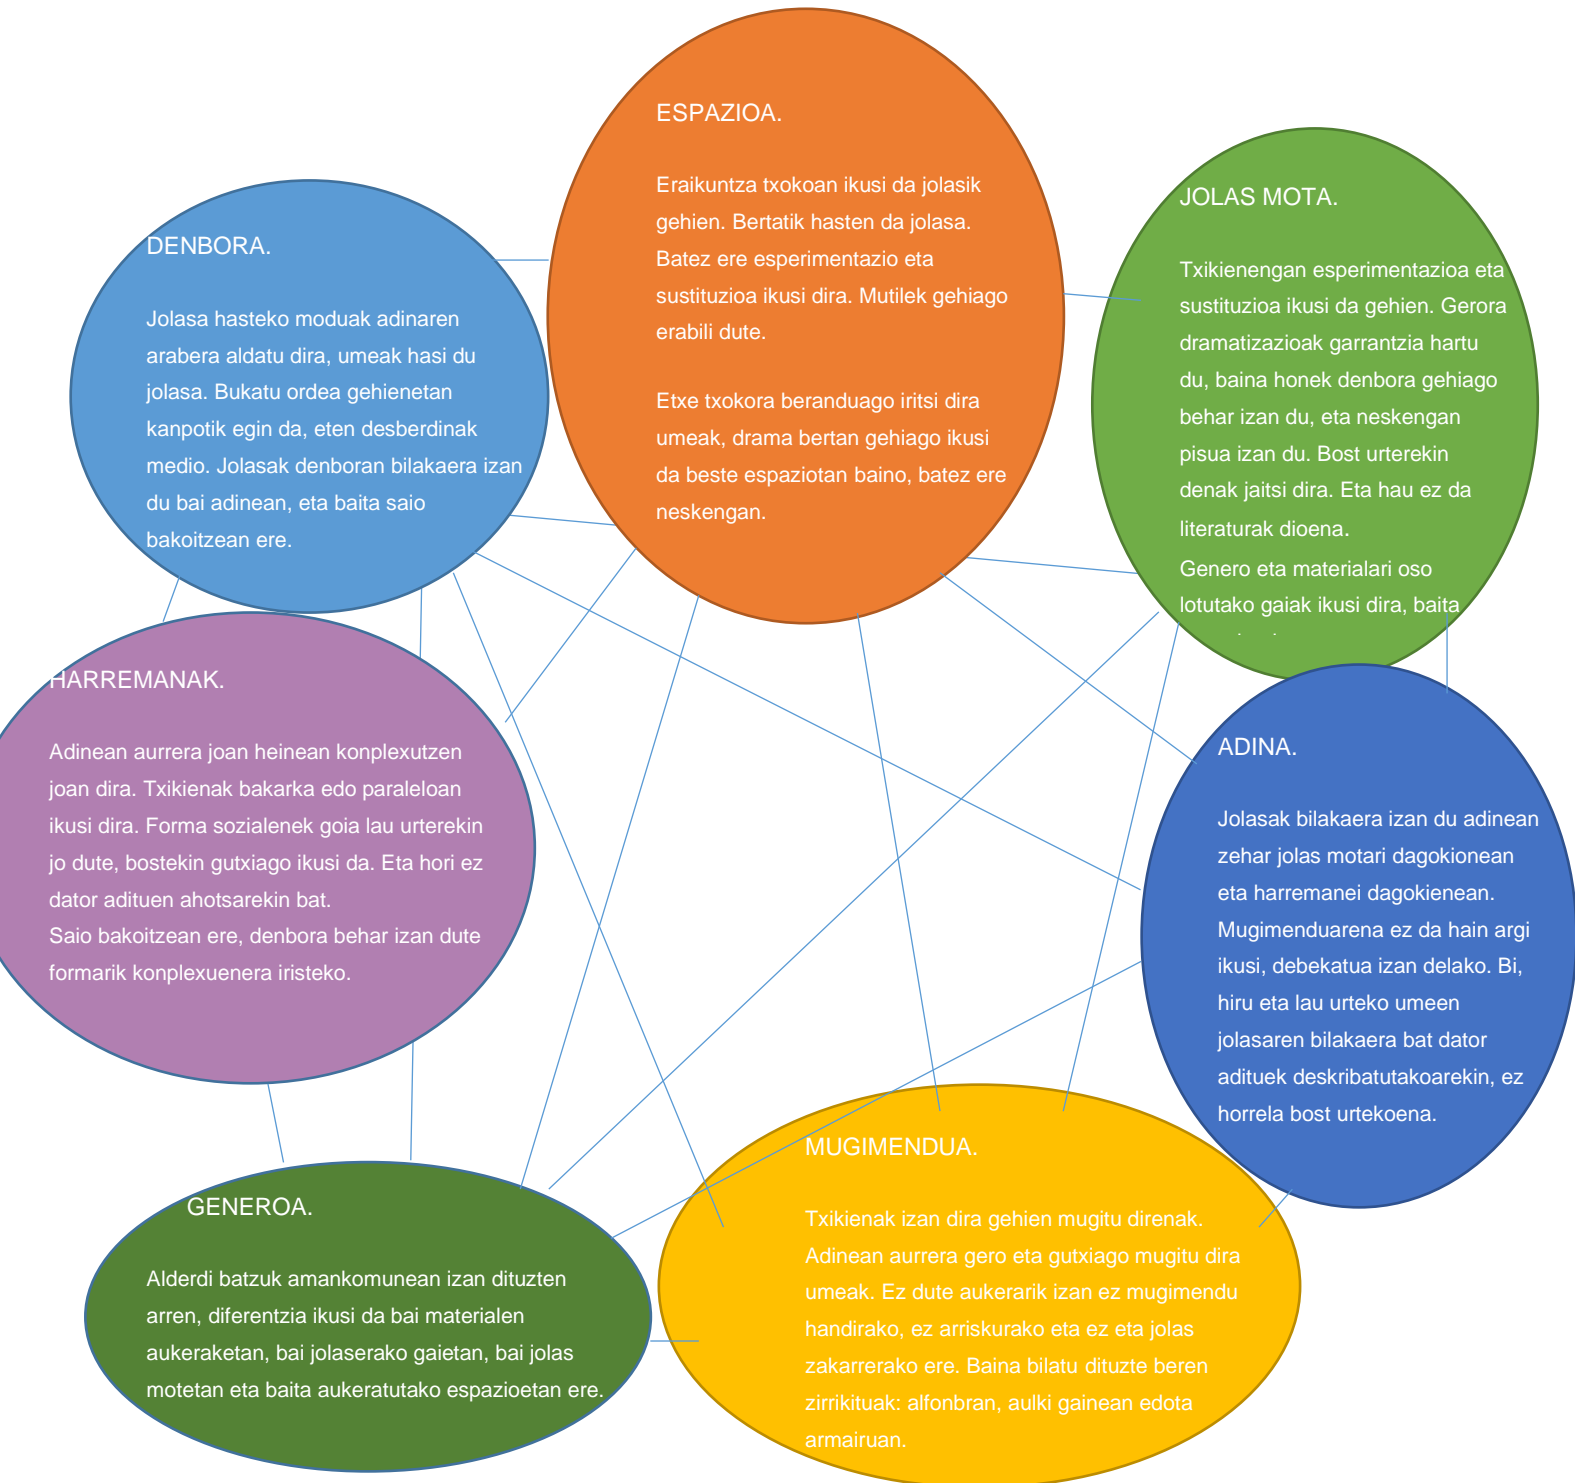 ESPAZIOA.
Eraikuntza txokoan ikusi da jolasik
gehien. Bertatik hasten da jolasa.
Batez ere esperimentazio eta
sustituzioa ikusi dira. Mutilek gehiago
erabili dute.
Etxe txokora beranduago iritsi dira
umeak, drama bertan gehiago ikusi
da beste espaziotan baino, batez ere
neskengan.
JOLAS MOTA.
Txikienengan esperimentazioa eta
sustituzioa ikusi da gehien. Gerora
dramatizazioak garrantzia hartu
du, baina honek denbora gehiago
behar izan du, eta neskengan
pisua izan du. Bost urterekin
denak jaitsi dira. Eta hau ez da
literaturak dioena.
Genero eta materialari oso
lotutako gaiak ikusi dira, baita
DENBORA.
Jolasa hasteko moduak adinaren
arabera aldatu dira, umeak hasi du
jolasa. Bukatu ordea gehienetan
kanpotik egin da, eten desberdinak
medio. Jolasak denboran bilakaera izan
du bai adinean, eta baita saio
bakoitzean ere.
HARREMANAK.
Adinean aurrera joan heinean konplexutzen
joan dira. Txikienak bakarka edo paraleloan
ikusi dira. Forma sozialenek goia lau urterekin
jo dute, bostekin gutxiago ikusi da. Eta hori ez
dator adituen ahotsarekin bat.
Saio bakoitzean ere, denbora behar izan dute
formarik konplexuenera iristeko.
ADINA.
Jolasak bilakaera izan du adinean
zehar jolas motari dagokionean
eta harremanei dagokienean.
Mugimenduarena ez da hain argi
ikusi, debekatua izan delako. Bi,
hiru eta lau urteko umeen
jolasaren bilakaera bat dator
adituek deskribatutakoarekin, ez
horrela bost urtekoena.
MUGIMENDUA.
Txikienak izan dira gehien mugitu direnak.
Adinean aurrera gero eta gutxiago mugitu dira
umeak. Ez dute aukerarik izan ez mugimendu
handirako, ez arriskurako eta ez eta jolas
zakarrerako ere. Baina bilatu dituzte beren
zirrikituak: alfonbran, aulki gainean edota
armairuan.
GENEROA.
Alderdi batzuk amankomunean izan dituzten
arren, diferentzia ikusi da bai materialen
aukeraketan, bai jolaserako gaietan, bai jolas
motetan eta baita aukeratutako espazioetan ere.